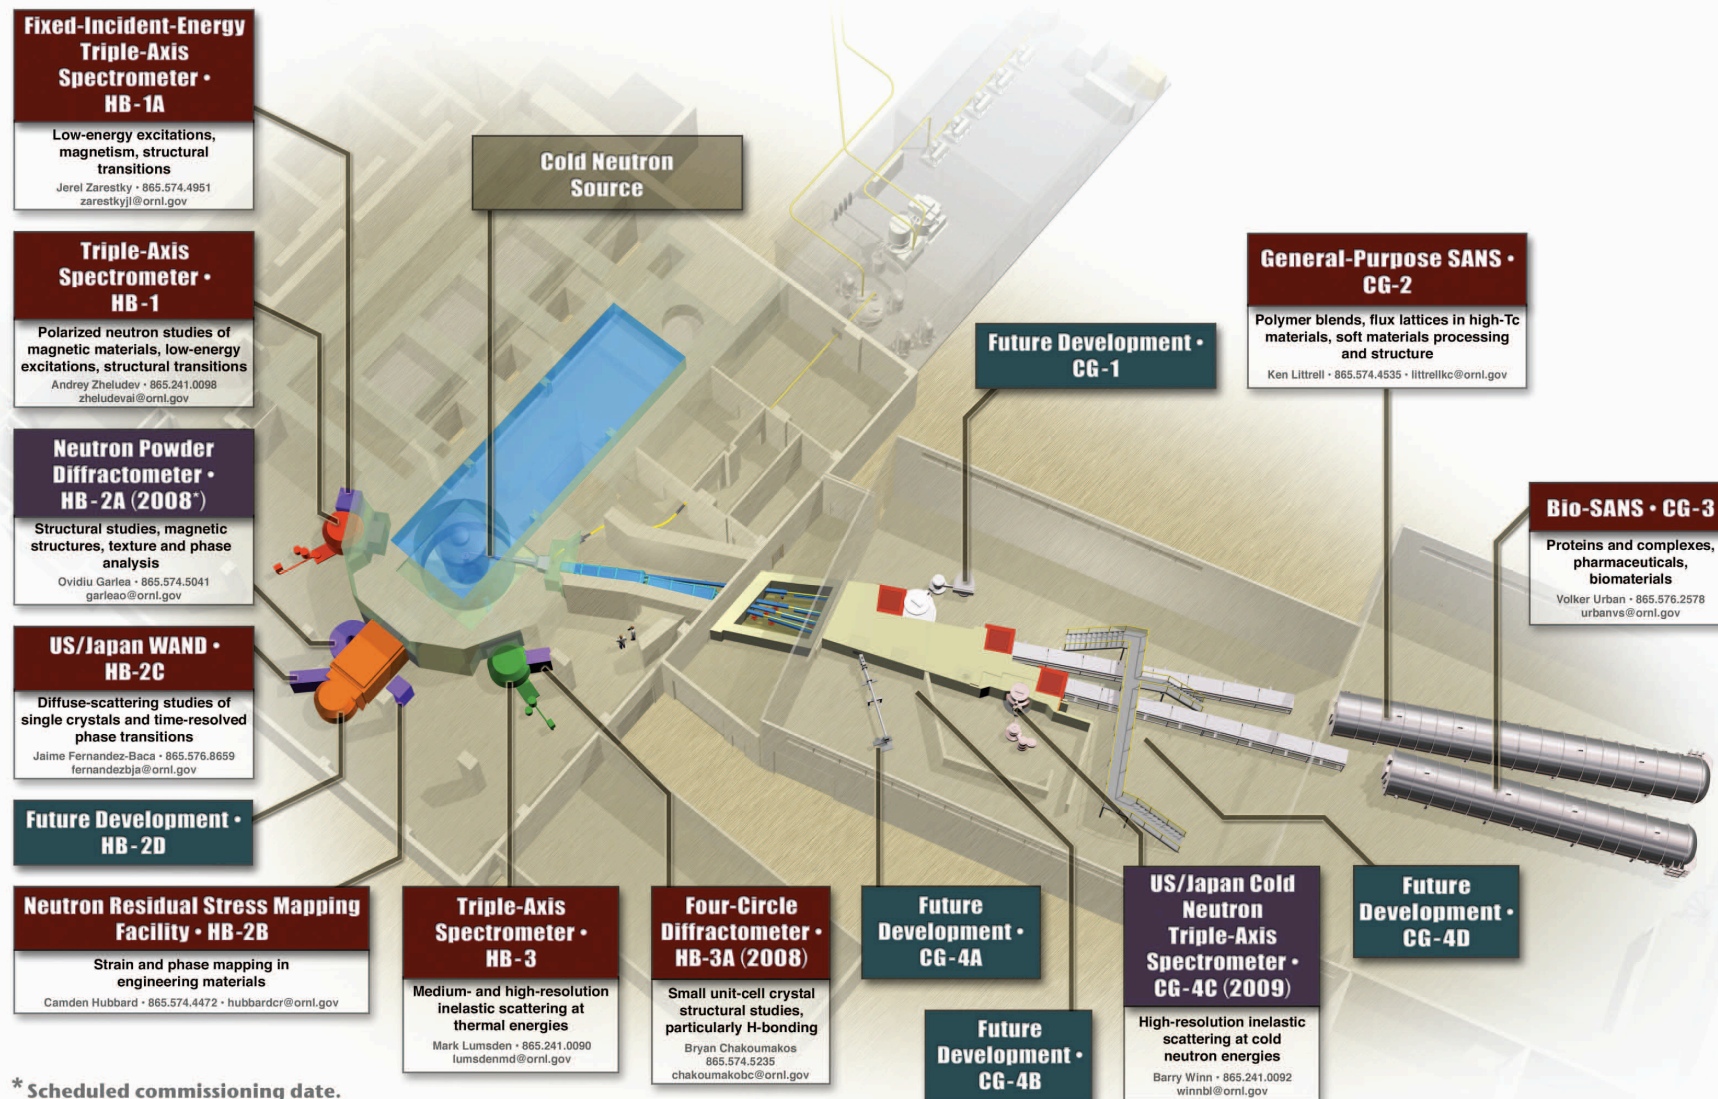 Fixed-Incident-Energy
Triple-Axis
Spectrometer •
HB-1A
Low-energy excitations,
magnetism, structural
transitions
Jerel Zarestky • 865.574.4951
zarestkyjl@ornl.gov
Cold Neutron
Source
Triple-Axis
Spectrometer •
HB-1
Polarized neutron studies of
magnetic materials, low-energy
excitations, structural transitions
Andrey Zheludev • 865.241.0098
zheludevai@ornl.gov
General-Purpose SANS •
CG-2
Polymer blends, flux lattices in high-Tc
materials, soft materials processing
and structure
Ken Littrell • 865.574.4535 • littrellkc@ornl.gov
Future Development •
CG-1
Neutron Powder
Diffractometer •
HB-2A (2008*)
Structural studies, magnetic
structures, texture and phase
analysis
Ovidiu Garlea • 865.574.5041
garleao@ornl.gov
Bio-SANS • CG-3
Proteins and complexes,
pharmaceuticals,
biomaterials
Volker Urban • 865.576.2578
urbanvs@ornl.gov
US/Japan WAND •
HB-2C
Diffuse-scattering studies of
single crystals and time-resolved
phase transitions
Jaime Fernandez-Baca • 865.576.8659
fernandezbja@ornl.gov
Future Development •
HB-2D
Neutron Residual Stress Mapping
Facility • HB-2B
Strain and phase mapping in
engineering materials
Camden Hubbard • 865.574.4472 • hubbardcr@ornl.gov
Triple-Axis
Spectrometer •
HB-3
Medium- and high-resolution
inelastic scattering at
thermal energies
Mark Lumsden • 865.241.0090
lumsdenmd@ornl.gov
Four-Circle
Diffractometer •
HB-3A (2008)
Small unit-cell crystal
structural studies,
particularly H-bonding
Bryan Chakoumakos
865.574.5235
chakoumakobc@ornl.gov
Future
Development •
CG-4A
Future
Development •
CG-4B
US/Japan Cold
Neutron
Triple-Axis
Spectrometer •
CG-4C (2009)
High-resolution inelastic
scattering at cold
neutron energies
Barry Winn • 865.241.0092
winnbl@ornl.gov
Future
Development •
CG-4D
* Scheduled commissioning date.